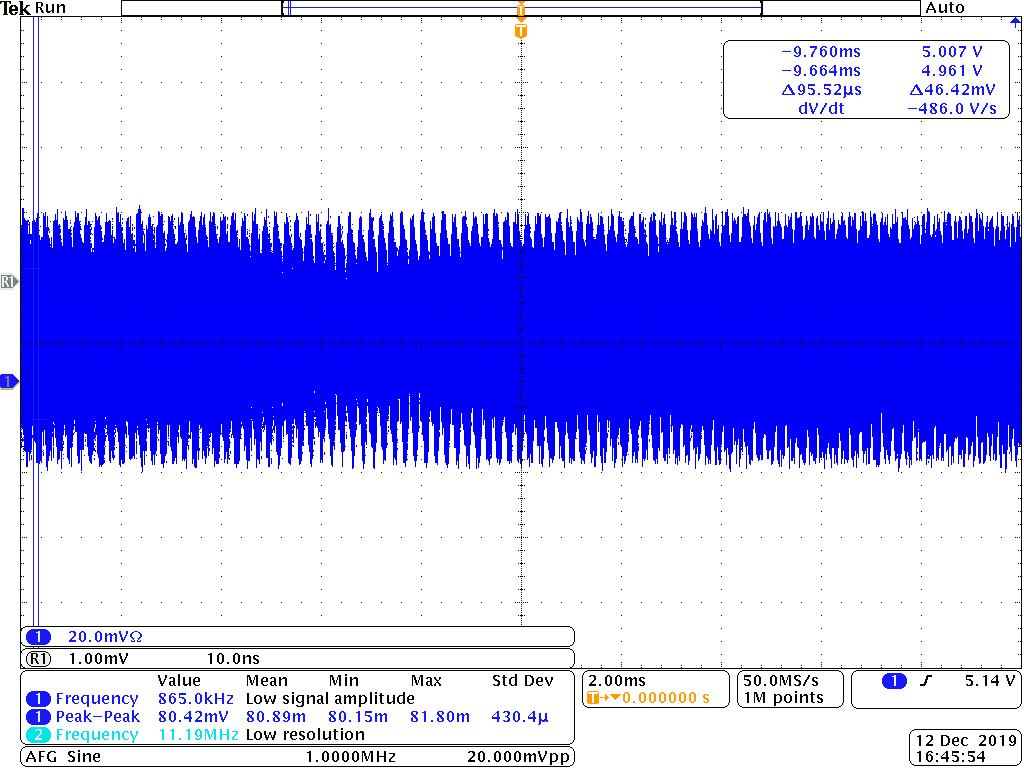 Tek Run T Auto
T
−9.760ms 5.007 V
−9.664ms 4.961 V
Δ95.52µs Δ46.42mV
dV/dt −486.0 V/s
R1
1
1 20.0mVΩ
R1 1.00mV 10.0ns
Value Mean Min Max Std Dev
1 Frequency 865.0kHz Low signal amplitude
1 Peak−Peak 80.42mV 80.89m 80.15m 81.80m 430.4µ
2 Frequency 11.19MHz Low resolution
AFG Sine 1.0000MHz 20.000mVpp
2.00ms
T→▼0.000000 s
50.0MS/s
1M points
1 5.14 V
12 Dec 2019
16:45:54